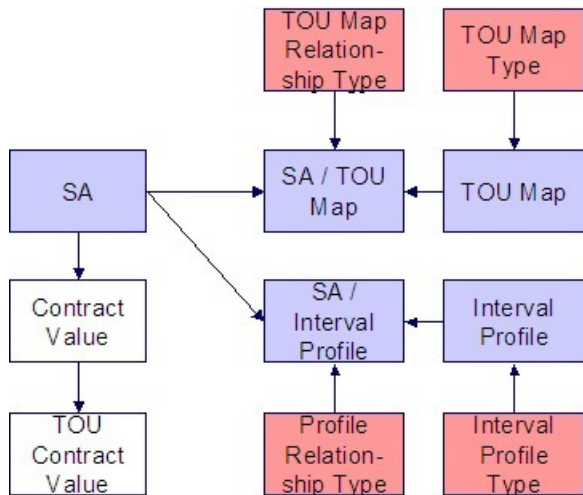 TOU Map
Relation-
ship Type
TOU Map
Type
SA
SA / TOU
Map
TOU Map
Contract
Value
SA /
Interval
Profile
Interval
Profile
TOU
Contract
Value
Profile
Relation-
ship Type
Interval
Profile
Type